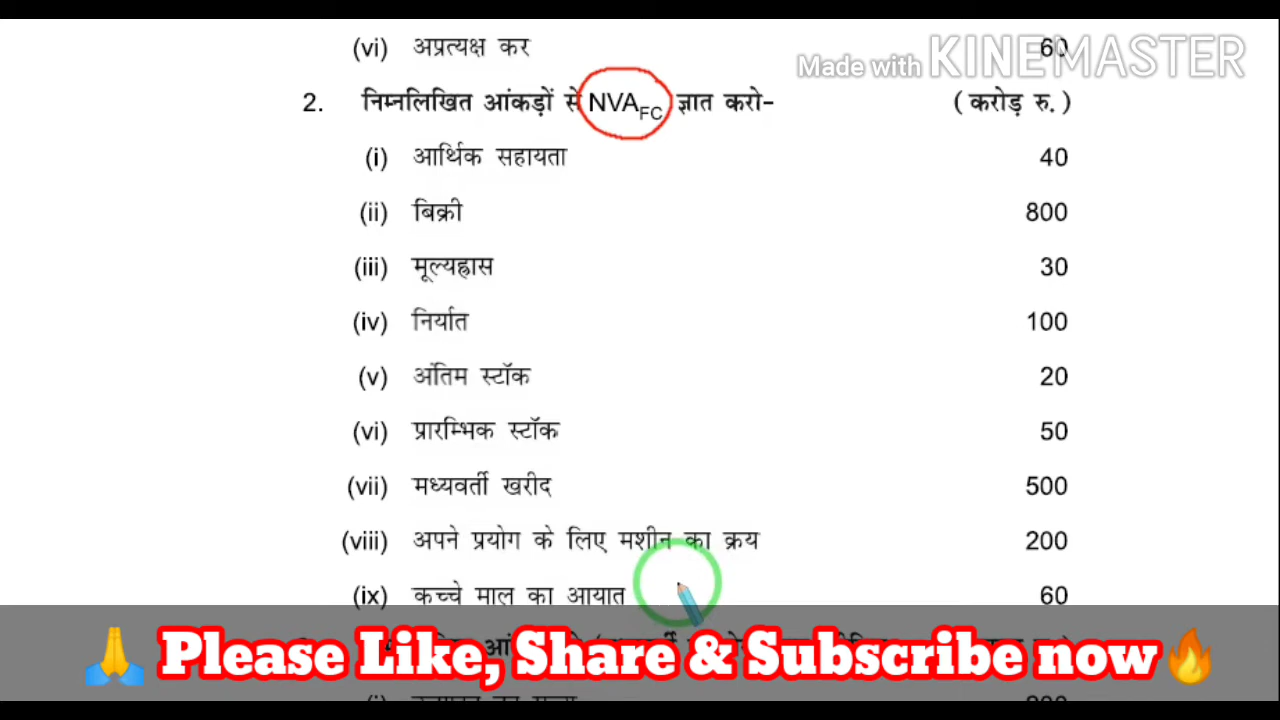 (vi) अप्रत्यक्ष कर 60
Made with KINEMASTER
2. निम्नलिखित आंकड़ों से NVAFC ज्ञात करो- (करोड़ रु.)
(i) आर्थिक सहायता 40
(ii) बिक्री 800
(iii) मूल्यह्रास 30
(iv) निर्यात 100
(v) अंतिम स्टॉक 20
(vi) प्रारम्भिक स्टॉक 50
(vii) मध्यवर्ती खरीद 500
(viii) अपने प्रयोग के लिए मशीन का क्रय 200
(ix) कच्चे माल का आयात 60
🙏 Please Like, Share & Subscribe now🔥